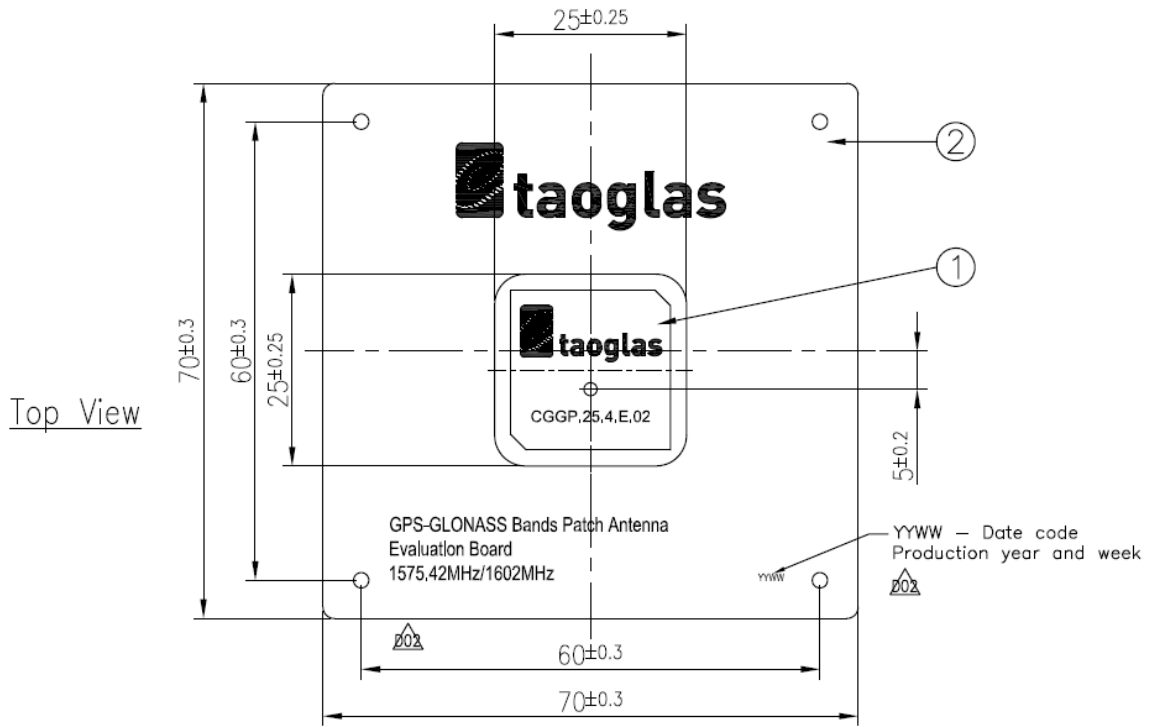 25±0.25
②
taoglas
①
70±0.3
60±0.3
25±0.25
taoglas
Top View
CGGP,25,4,E,02
5±0.2
GPS-GLONASS Bands Patch Antenna
Evaluation Board
1575,42MHz/1602MHz
YYWW
YYWW – Date code
Production year and week
D02
D02
60±0.3
70±0.3